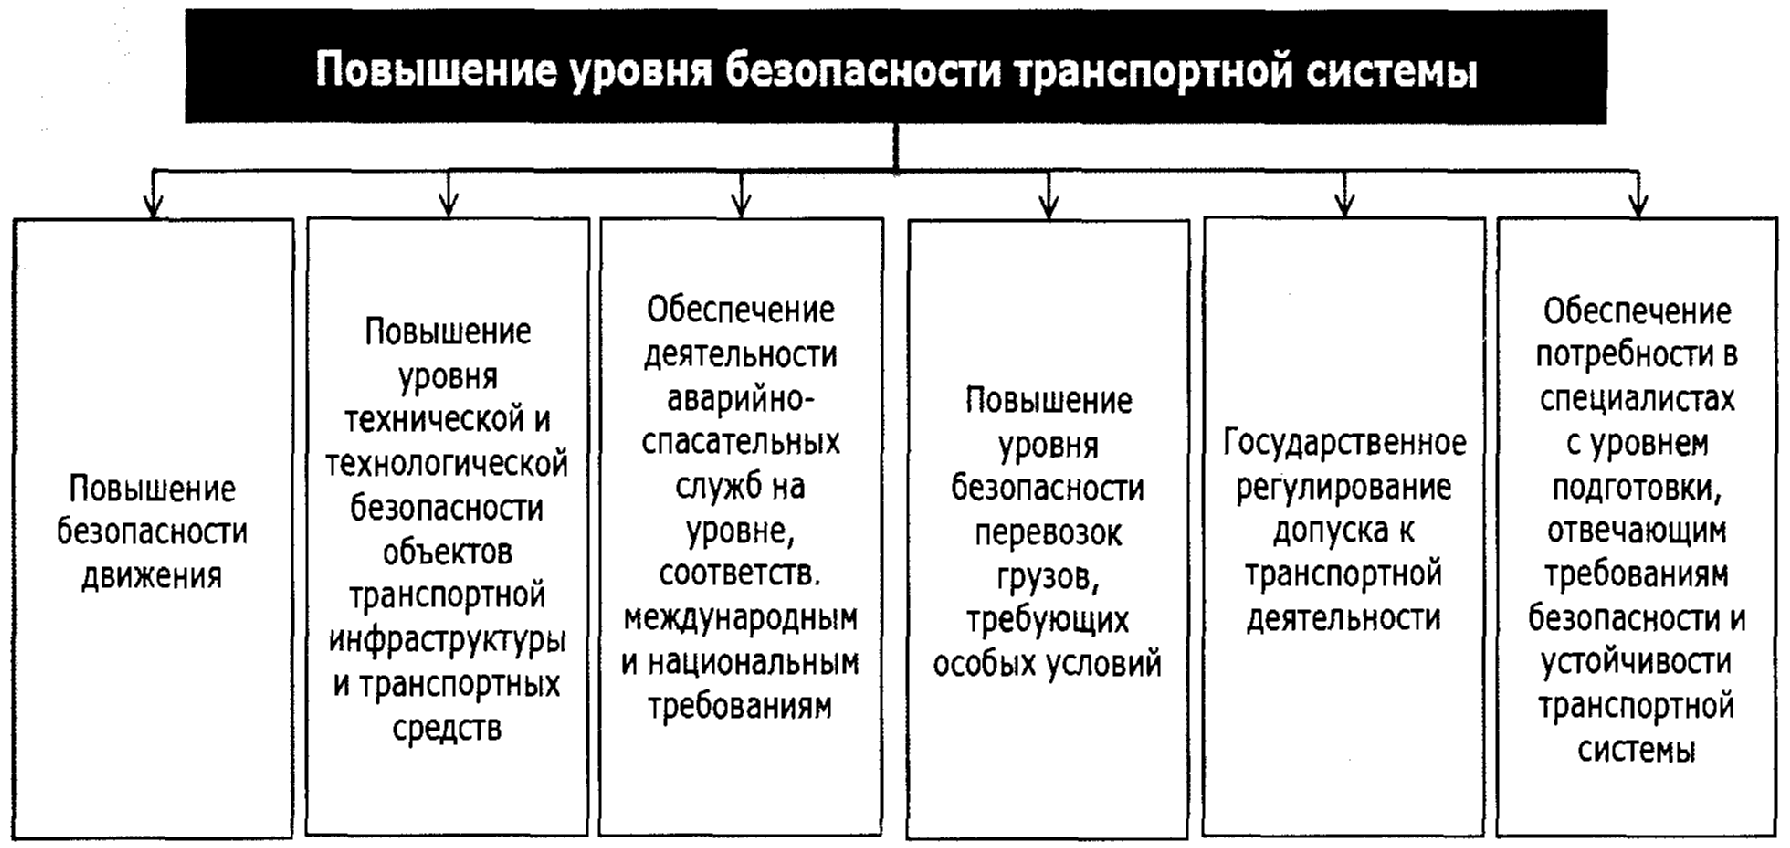 Повышение уровня безопасности транспортной системы
Повышение
безопасности
движения
Повышение
уровня
технической и
технологической
безопасности
объектов
транспортной
инфраструктуры
и транспортных
средств
Обеспечение
деятельности
аварийно-
спасательных
служб на
уровне,
соответств.
международным
и национальным
требованиям
Повышение
уровня
безопасности
перевозок
грузов,
требующих
особых условий
Государственное
регулирование
допуска к
транспортной
деятельности
Обеспечение
потребности в
специалистах
с уровнем
подготовки,
отвечающим
требованиям
безопасности и
устойчивости
транспортной
системы